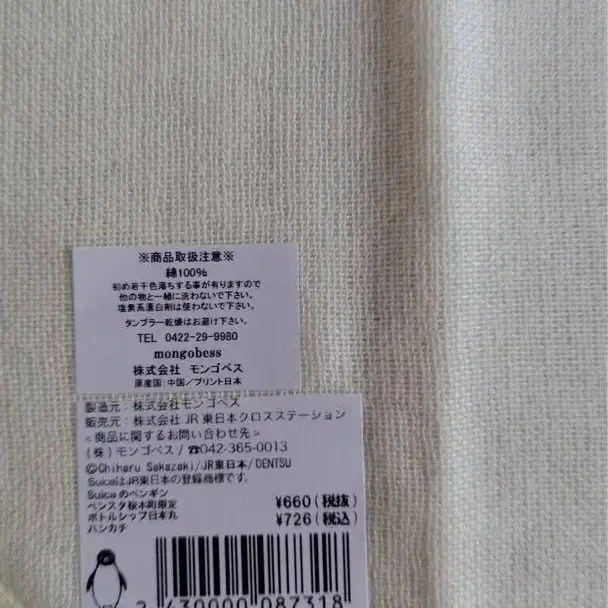 ※商品取扱注意※
綿100%
初め若干色落ちする事が有りますので
他の物と一緒に洗わないで下さい。
塩素系漂白剤は使わないで下さい。
タンブラー乾燥はお避け下さい。
TEL 0422-29-9980
mongobess
株式会社 モンゴベス
原産国:中国/プリント日本
製造元:株式会社モンゴベス
販売元:株式会社 JR 東日本クロスステーション
<商品に関するお問い合わせ先>
(株)モンゴベス/☎042-365-0013
©Chiharu Sakazaki/JR東日本/DENTSU
SuicaはJR東日本の登録商標です。
Suicaのペンギン
ペンスタ桜木町限定
ボトルシップ日本丸
ハンカチ
¥660(税抜)
¥726(税込)
2 430000 087318